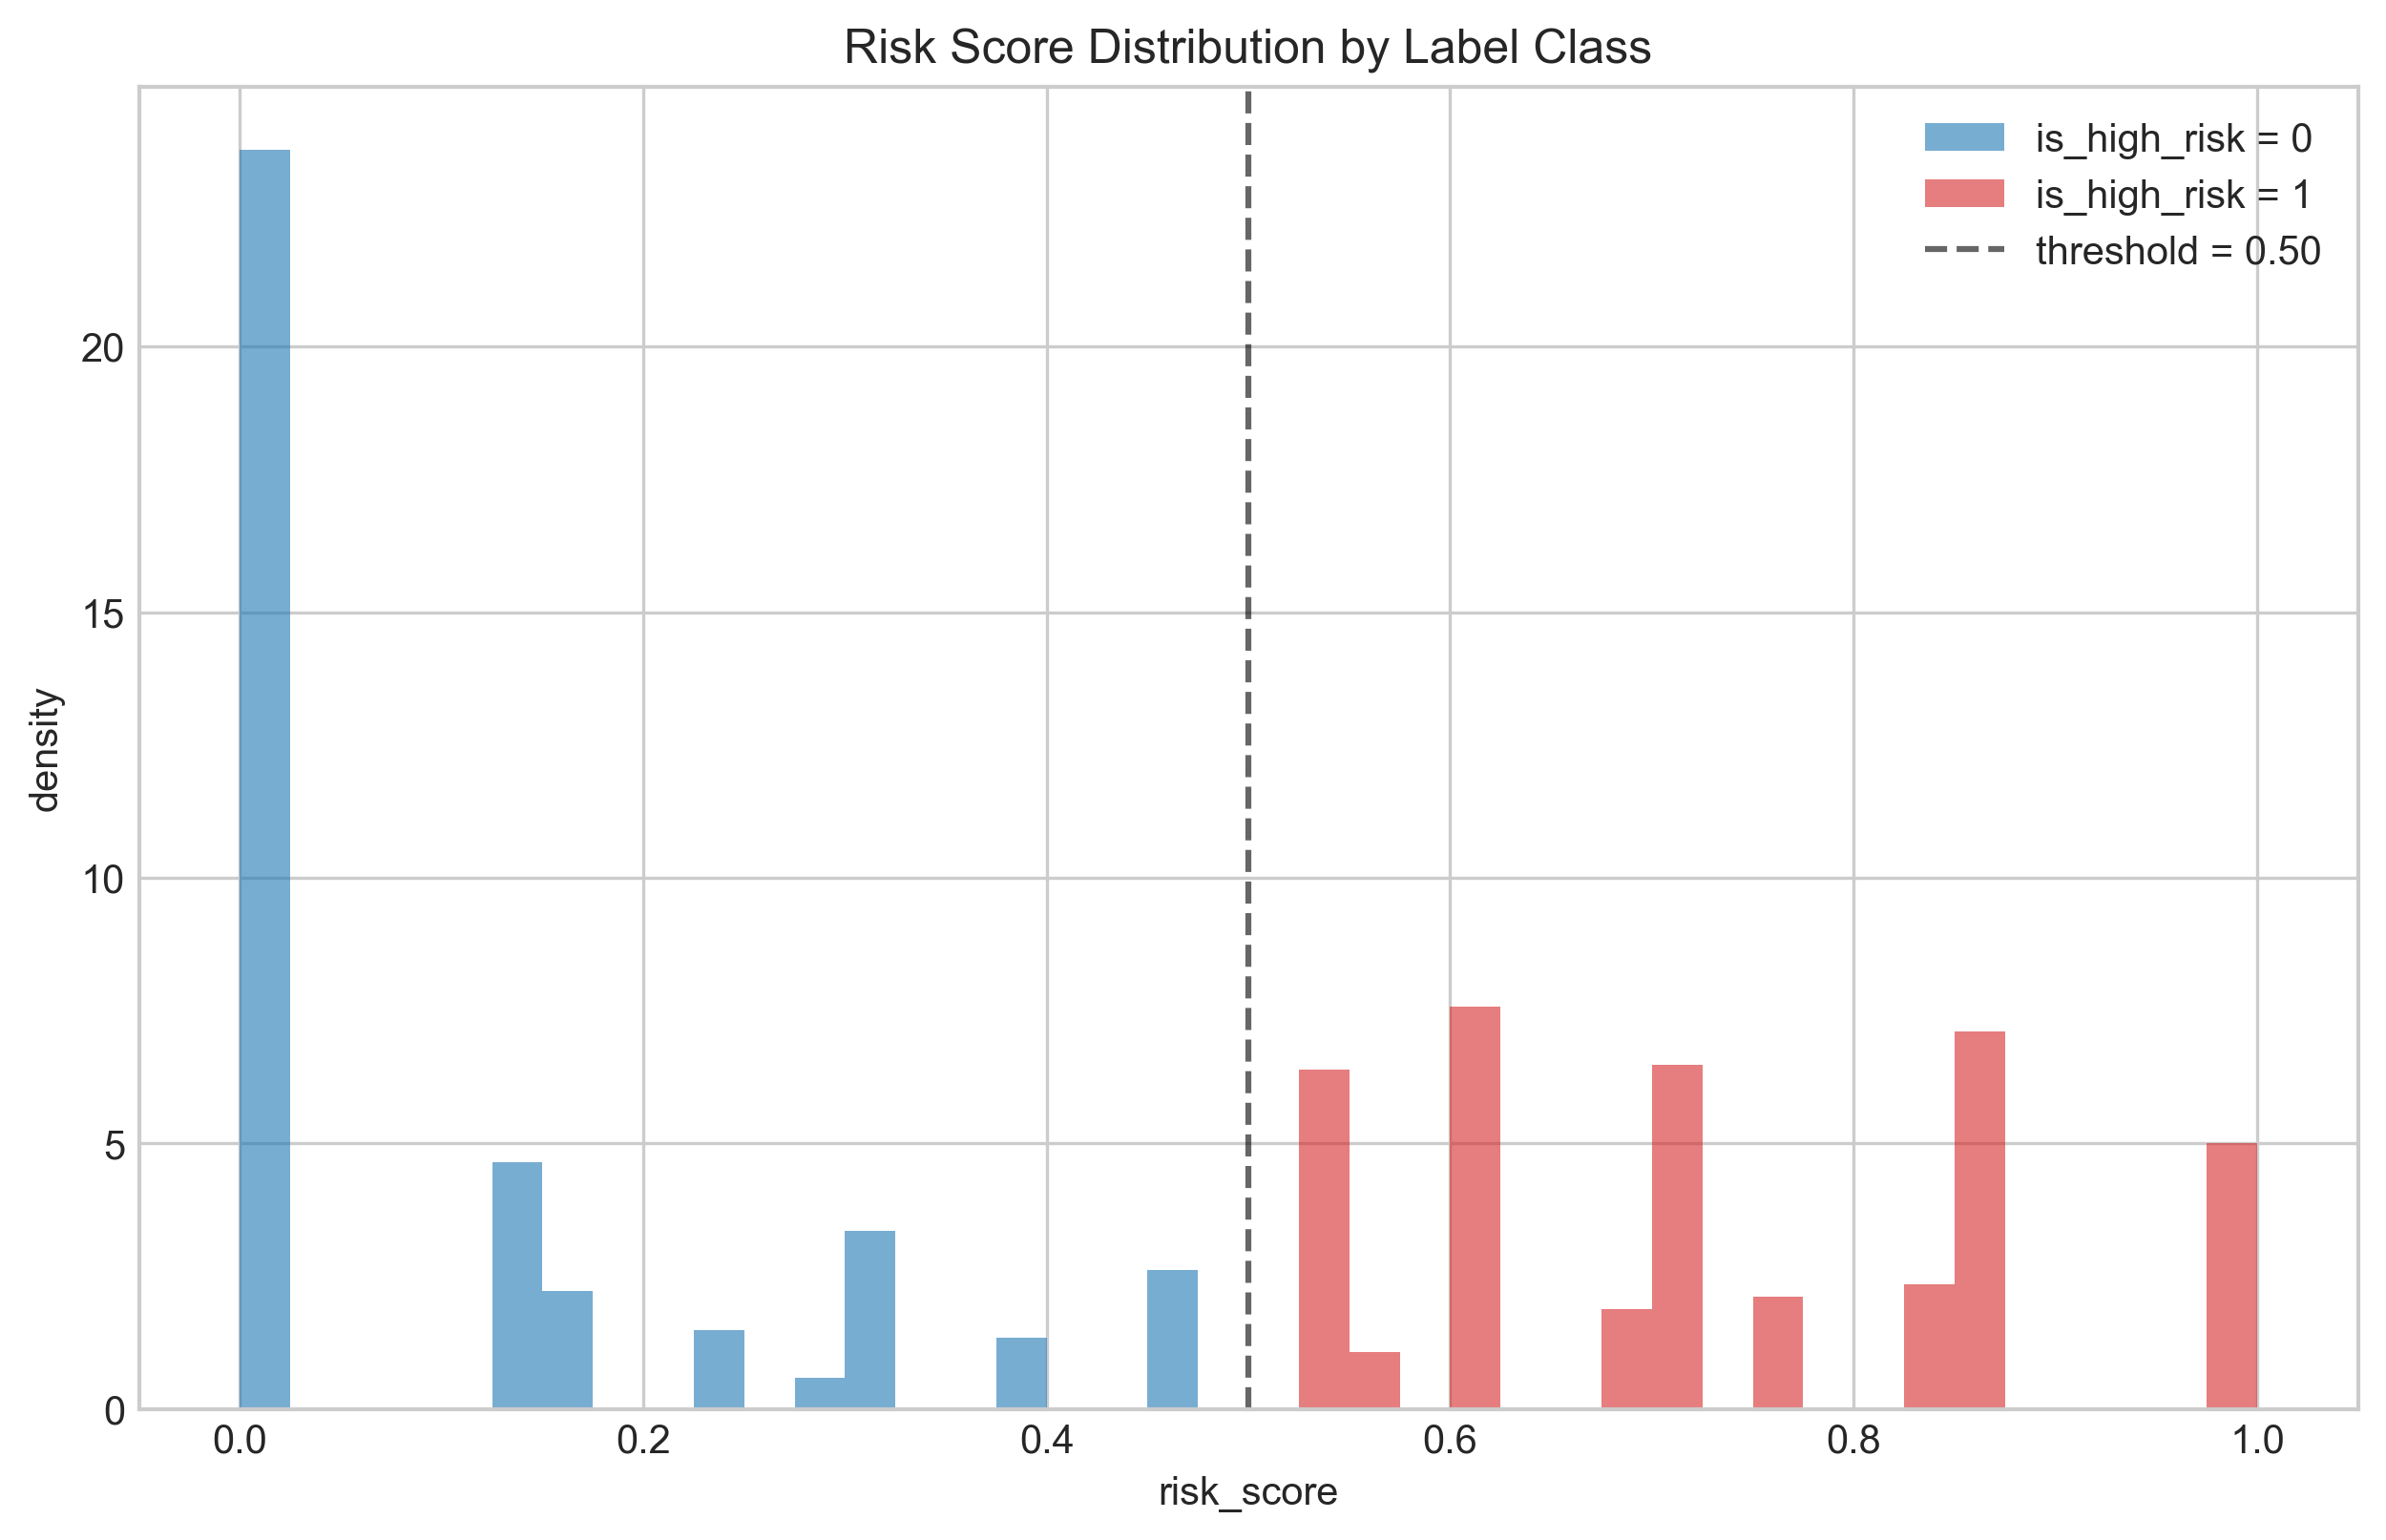 Risk Score Distribution by Label Class
is_high_risk = 0
is_high_risk = 1
threshold = 0.50
20
15
10
5
0
density
0.0 0.2 0.4 0.6 0.8 1.0
risk_score